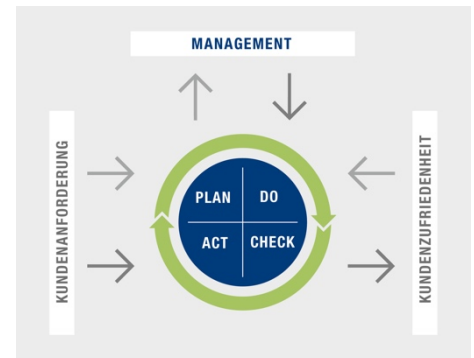 MANAGEMENT
KUNDENANFORDERUNG
PLAN
DO
ACT
CHECK
KUNDENZUFRIEDENHEIT